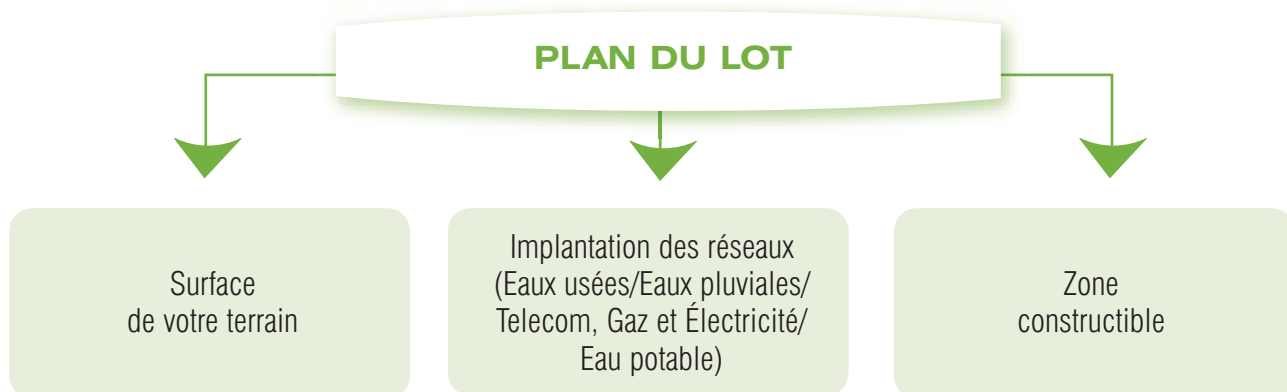 PLAN DU LOT
Surface
de votre terrain
Implantation des réseaux
(Eaux usées/Eaux pluviales/
Telecom, Gaz et Électricité/
Eau potable)
Zone
constructible